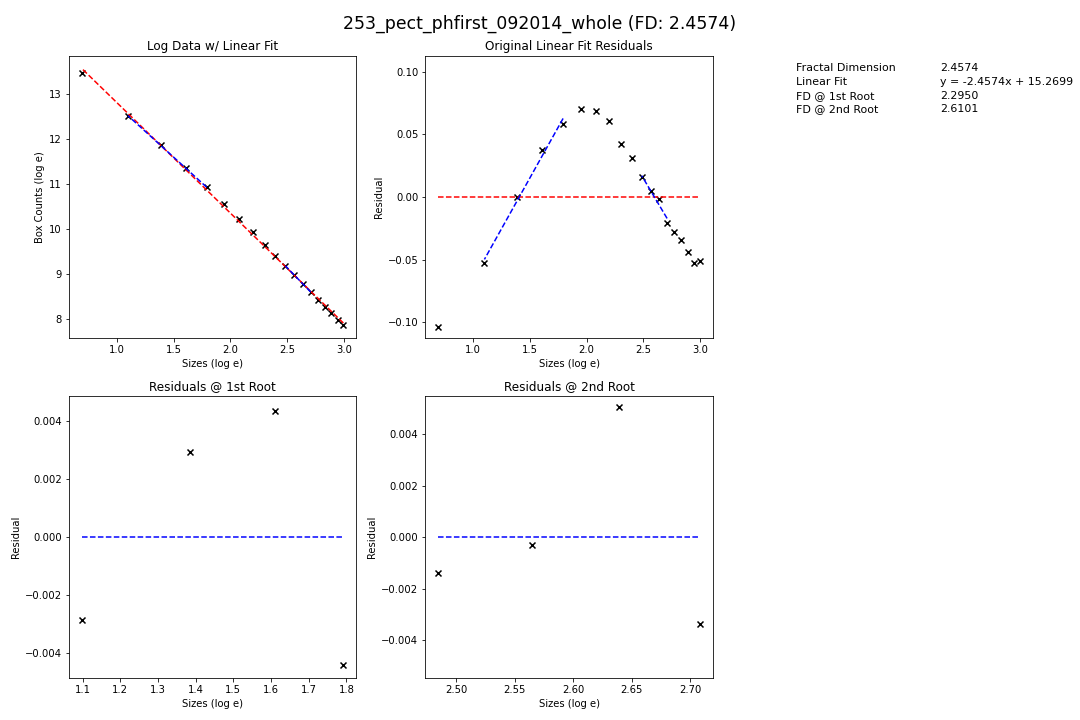 253_pect_phfirst_092014_whole (FD: 2.4574)
Log Data w/ Linear Fit
Box Counts (log e)
13
12
11
10
9
8
1.0 1.5 2.0 2.5 3.0
Sizes (log e)
Original Linear Fit Residuals
Residual
0.10
0.05
0.00
−0.05
−0.10
1.0 1.5 2.0 2.5 3.0
Sizes (log e)
Fractal Dimension 2.4574
Linear Fit y = -2.4574x + 15.2699
FD @ 1st Root 2.2950
FD @ 2nd Root 2.6101
Residuals @ 1st Root
Residual
0.004
0.002
0.000
−0.002
−0.004
1.1 1.2 1.3 1.4 1.5 1.6 1.7 1.8
Sizes (log e)
Residuals @ 2nd Root
Residual
0.004
0.002
0.000
−0.002
−0.004
2.50 2.55 2.60 2.65 2.70
Sizes (log e)